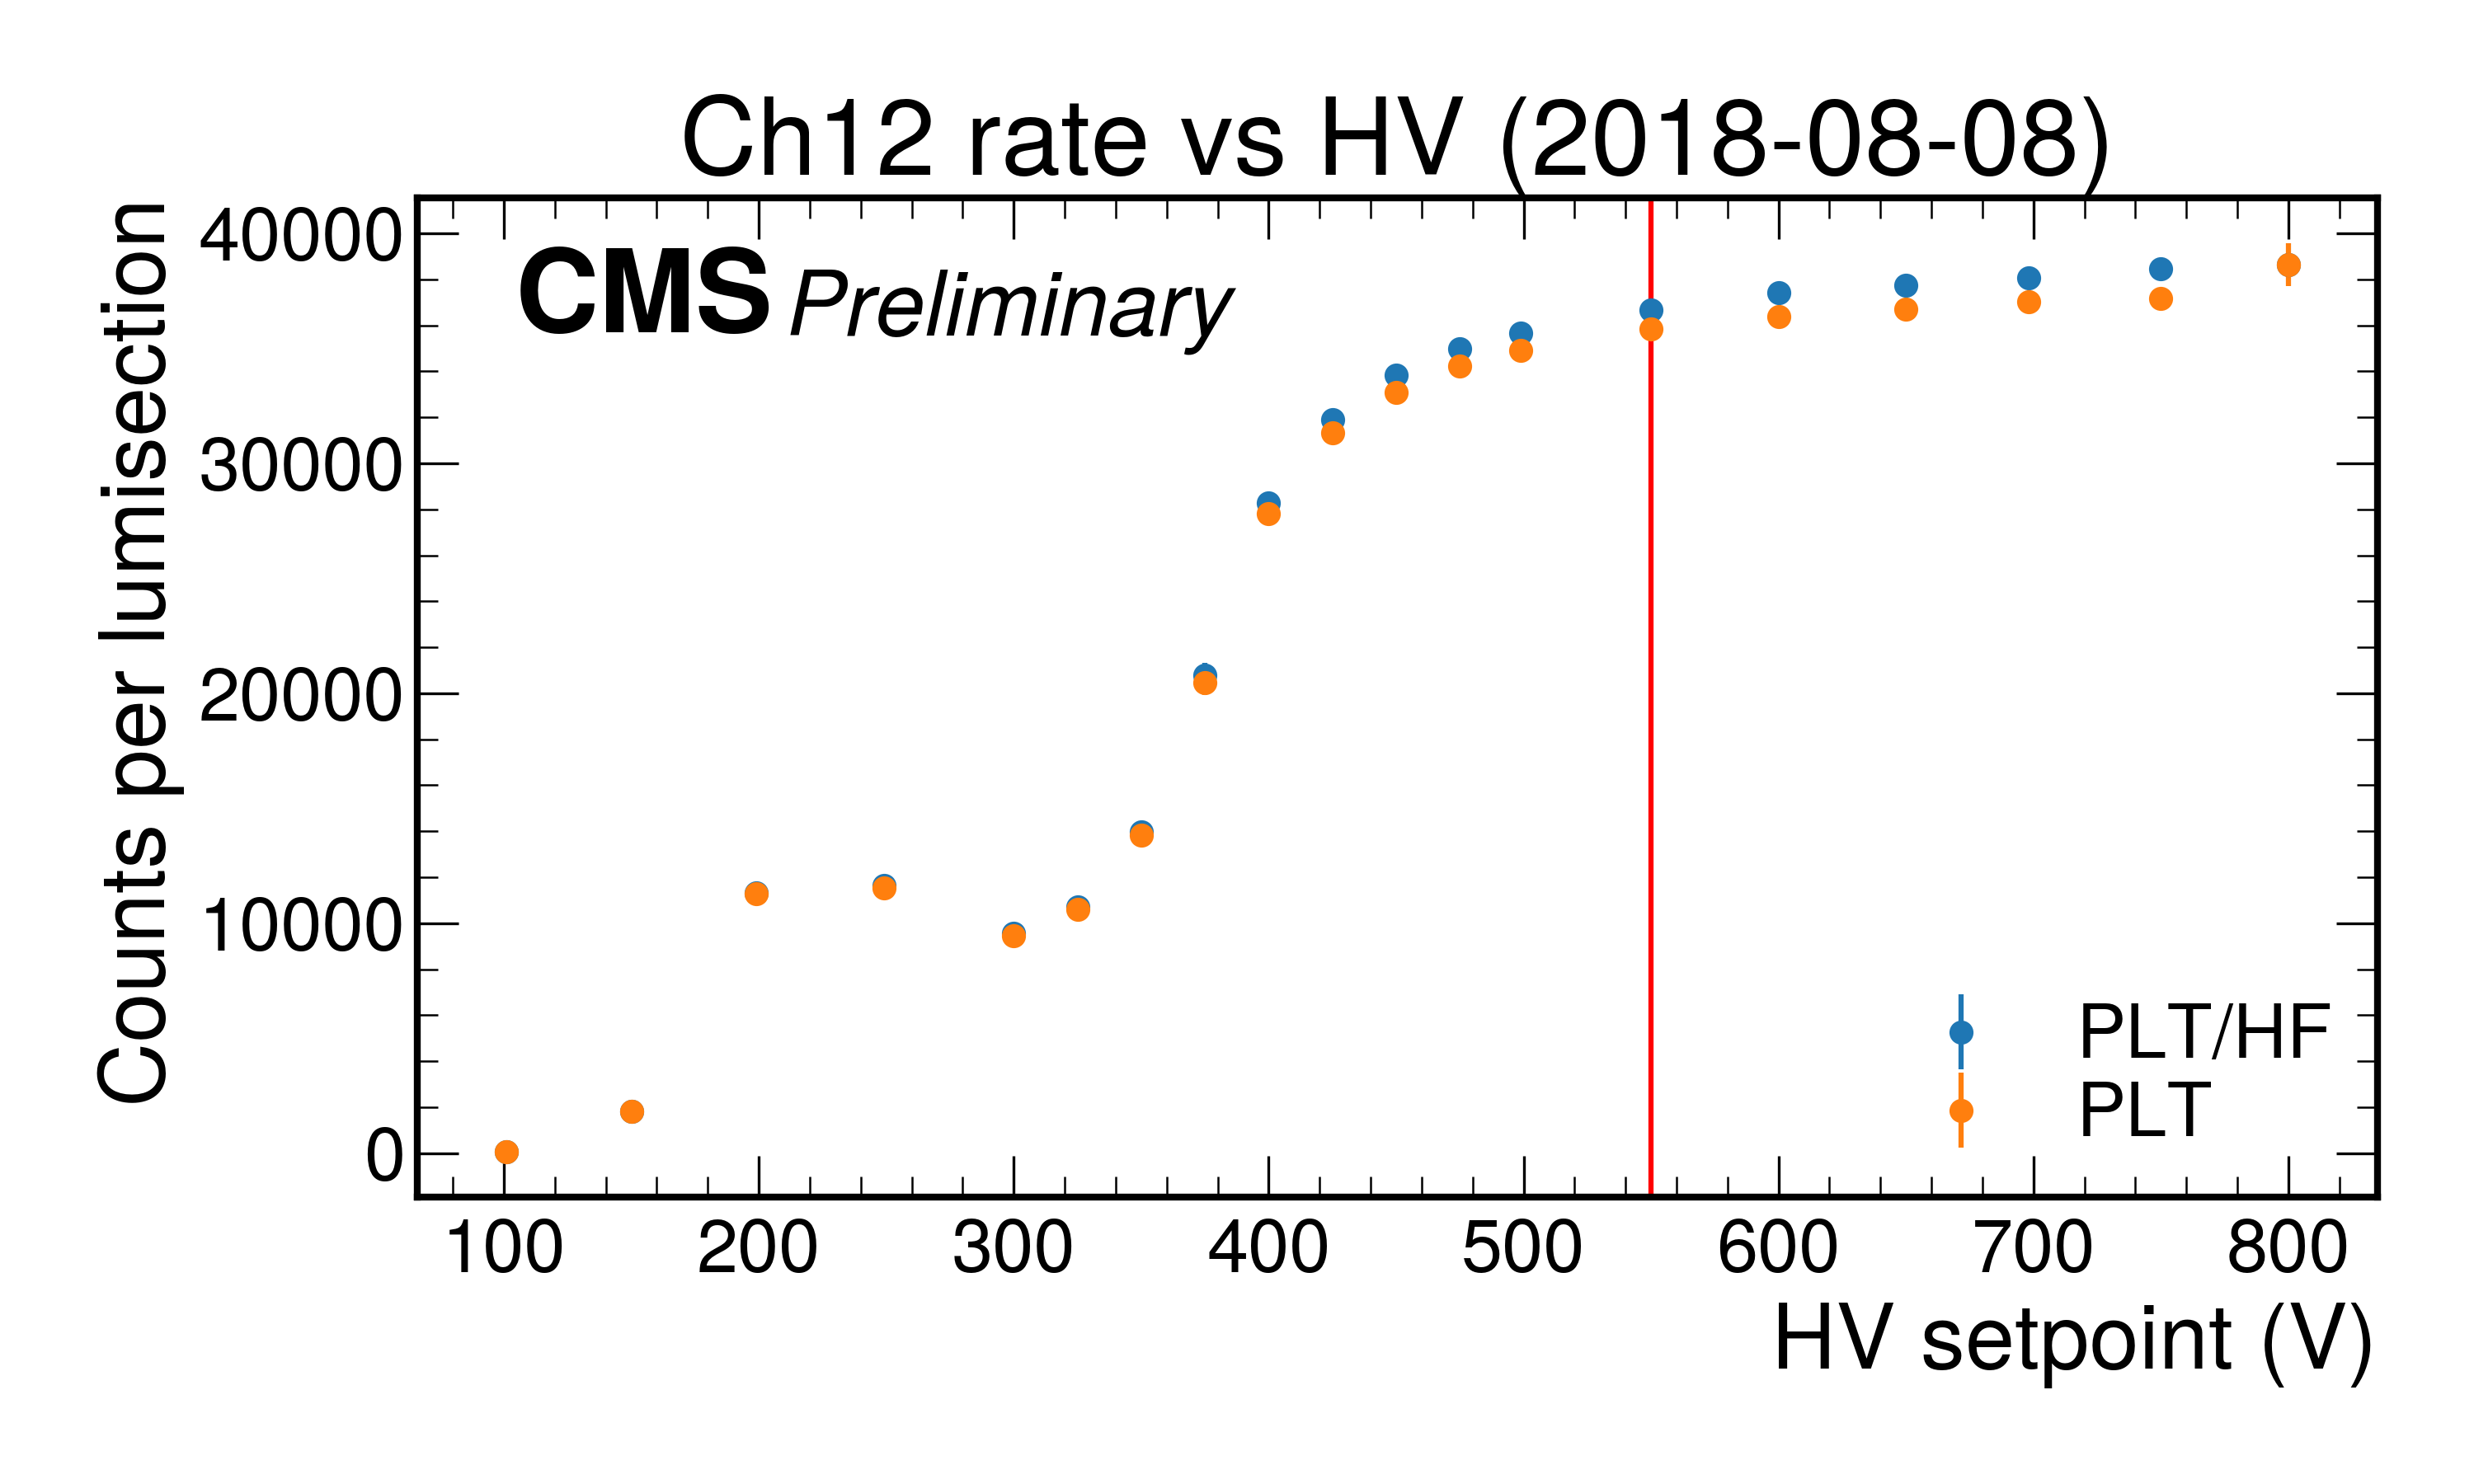 Ch12 rate vs HV (2018-08-08)
CMS Preliminary
Counts per lumisection
40000
30000
20000
10000
0
PLT/HF
PLT
100 200 300 400 500 600 700 800
HV setpoint (V)